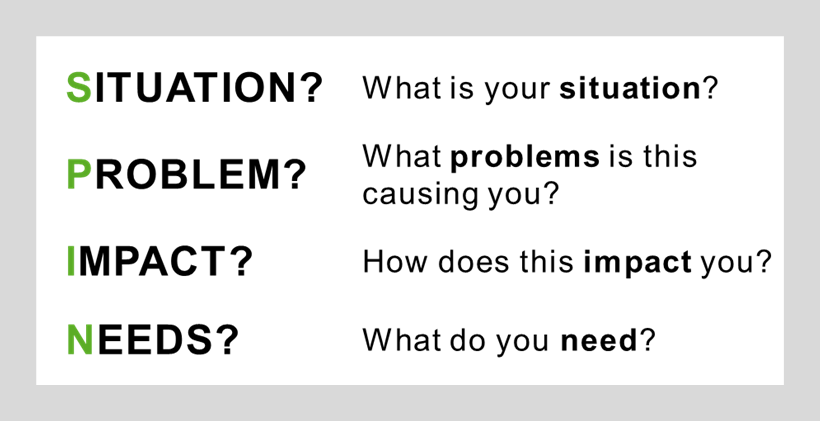 SITUATION? What is your situation?
PROBLEM? What problems is this
causing you?
IMPACT? How does this impact you?
NEEDS? What do you need?